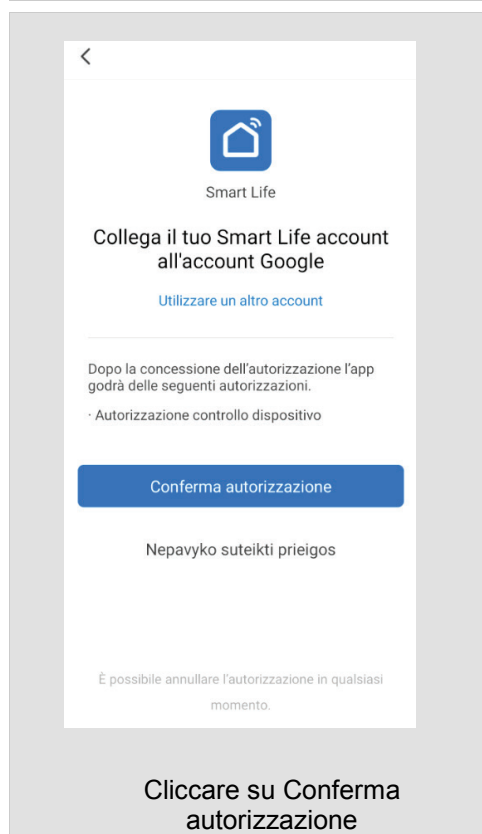 Smart Life
Collega il tuo Smart Life account
all'account Google
Utilizzare un altro account
Dopo la concessione dell'autorizzazione l'app
godrà delle seguenti autorizzazioni.
· Autorizzazione controllo dispositivo
Conferma autorizzazione
Nepavyko suteikti prieigos
È possibile annullare l'autorizzazione in qualsiasi
momento.
Cliccare su Conferma
autorizzazione